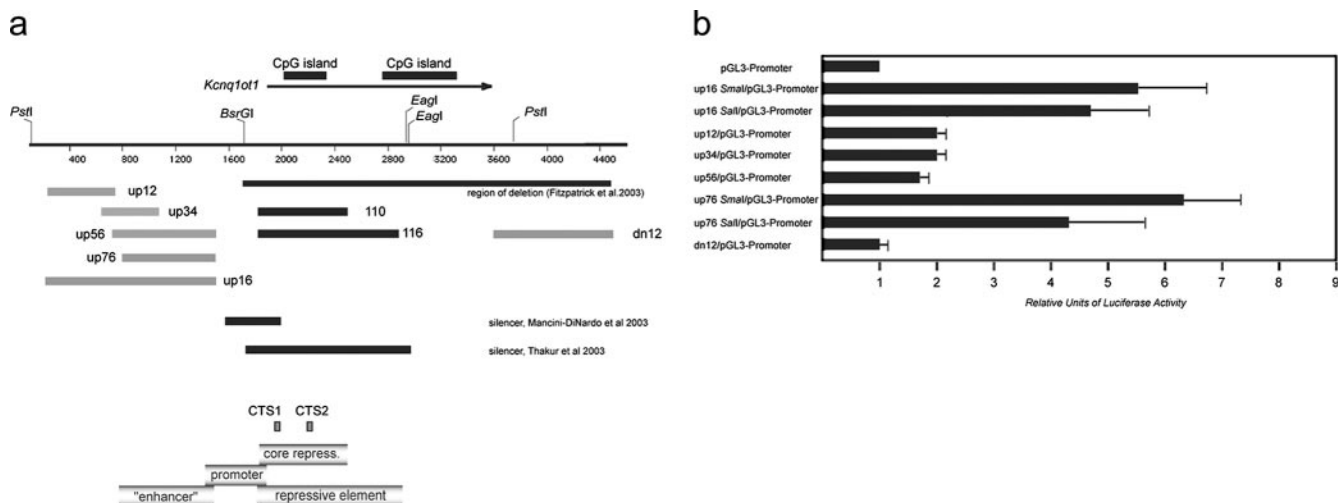 a
CpG island CpG island
Kcnq1ot1
PstI BsrGI EagI EagI PstI
400 800 1200 1600 2000 2400 2800 3200 3600 4000 4400
up12 region of deletion (Fitzpatrick et al.2003)
up34 110
up56 116 dn12
up76
up16
silencer, Mancini-DiNardo et al 2003
silencer, Thakur et al 2003
CTS1 CTS2
core repress.
promoter
"enhancer" repressive element
b
pGL3-Promoter
up16 SmaI/pGL3-Promoter
up16 SalI/pGL3-Promoter
up12/pGL3-Promoter
up34/pGL3-Promoter
up56/pGL3-Promoter
up76 SmaI/pGL3-Promoter
up76 SalI/pGL3-Promoter
dn12/pGL3-Promoter
1 2 3 4 5 6 7 8 9
Relative Units of Luciferase Activity